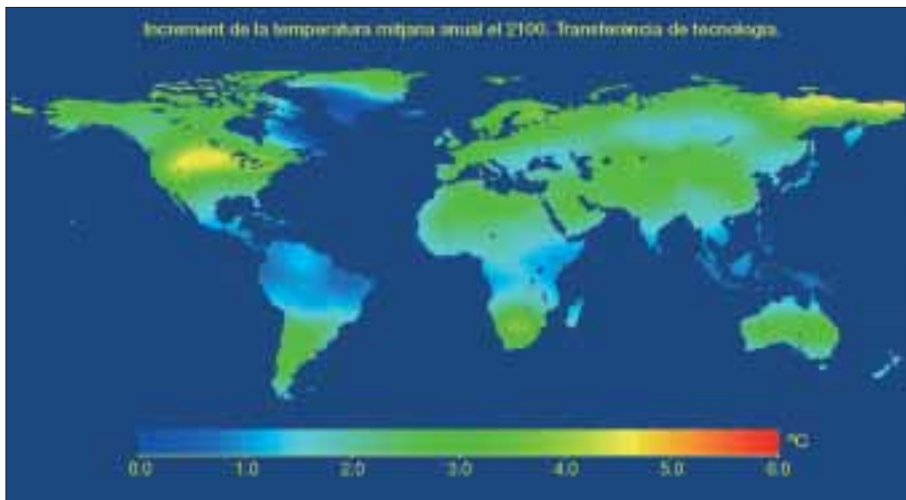 Increment de la temperatura mitjana anual el 2100. Transferència de tecnologia.
ºC
0.0 1.0 2.0 3.0 4.0 5.0 6.0